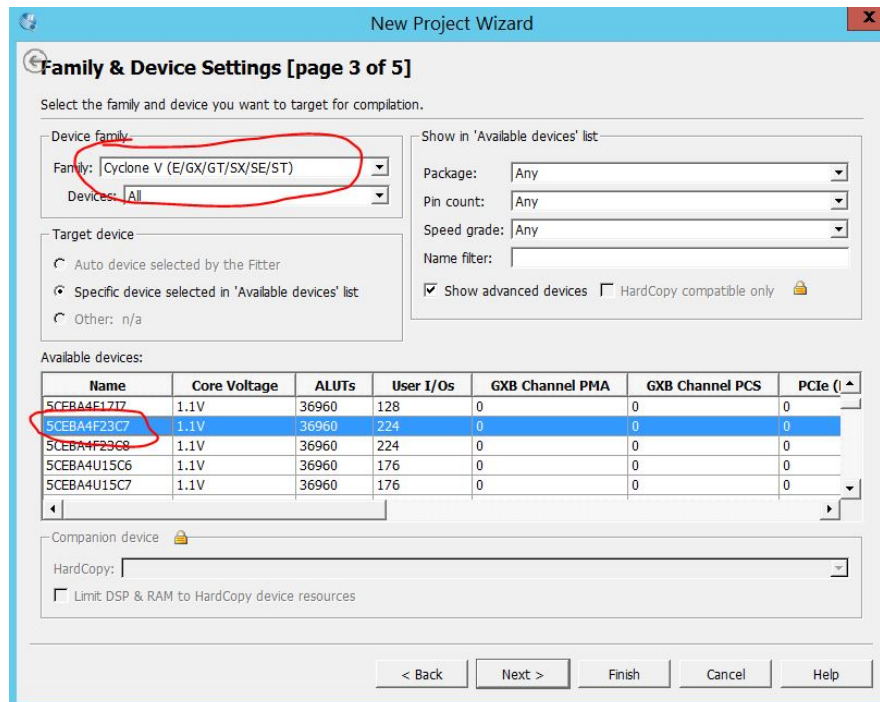 New Project Wizard
x
Family & Device Settings [page 3 of 5]
Select the family and device you want to target for compilation.
Device family
Family: Cyclone V (E/GX/GT/SX/SE/ST)
Devices: All
Show in 'Available devices' list
Package: Any
Pin count: Any
Speed grade: Any
Name filter:
Show advanced devices HardCopy compatible only
Target device
Auto device selected by the Fitter
Specific device selected in 'Available devices' list
Other: n/a
Available devices:
Name Core Voltage ALUTs User I/Os GXB Channel PMA GXB Channel PCS PCIe (
5CEBA4F17I7 1.1V 36960 128 0 0 0
5CEBA4F23C7 1.1V 36960 224 0 0 0
5CEBA4F23C8 1.1V 36960 224 0 0 0
5CEBA4U15C6 1.1V 36960 176 0 0 0
5CEBA4U15C7 1.1V 36960 176 0 0 0
Companion device
HardCopy:
Limit DSP & RAM to HardCopy device resources
< Back Next > Finish Cancel Help